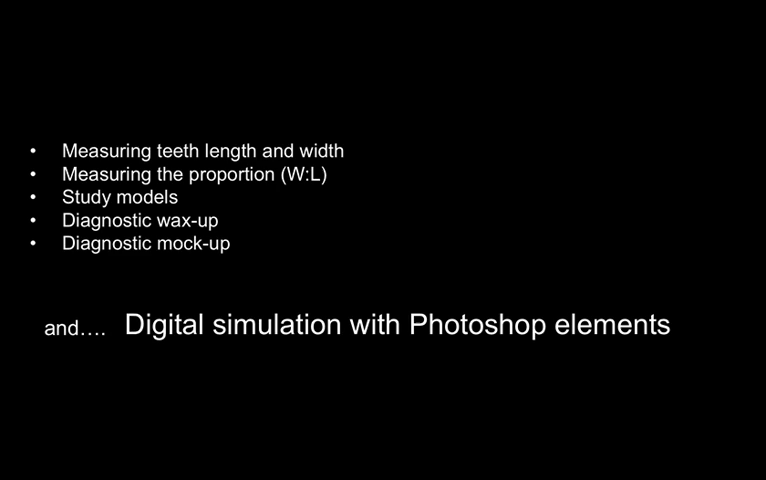 • Measuring teeth length and width
• Measuring the proportion (W:L)
• Study models
• Diagnostic wax-up
• Diagnostic mock-up
and…. Digital simulation with Photoshop elements